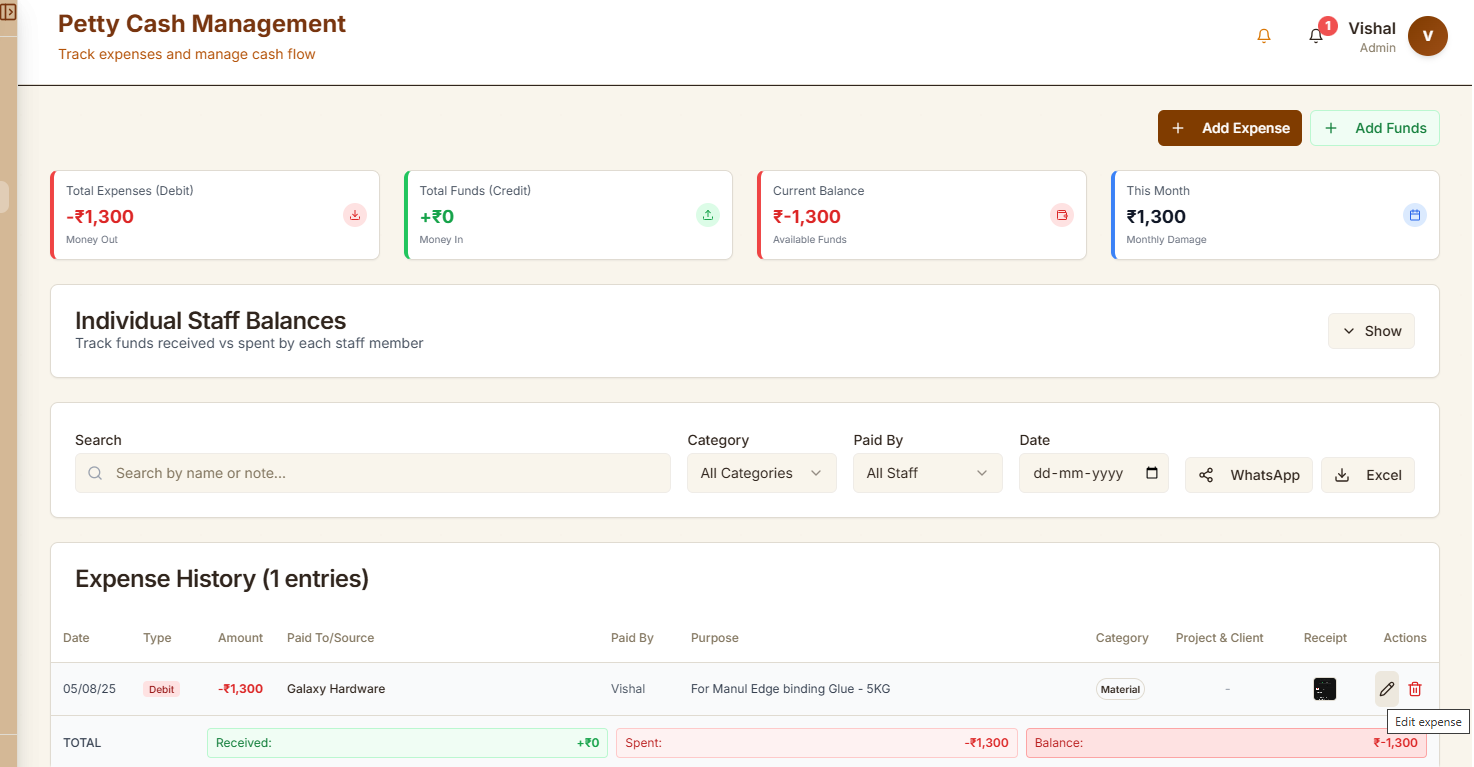 Petty Cash Management
Track expenses and manage cash flow
1
Vishal
Admin
V
+ Add Expense
+ Add Funds
Total Expenses (Debit)
-₹1,300
Money Out
Total Funds (Credit)
+₹0
Money In
Current Balance
₹-1,300
Available Funds
This Month
₹1,300
Monthly Damage
Individual Staff Balances
Track funds received vs spent by each staff member
Show
Search
Search by name or note...
Category
All Categories
Paid By
All Staff
Date
dd-mm-yyyy
WhatsApp
Excel
Expense History (1 entries)
Date Type Amount Paid To/Source Paid By Purpose Category Project & Client Receipt Actions
05/08/25 Debit -₹1,300 Galaxy Hardware Vishal For Manul Edge binding Glue - 5KG Material -
Edit expense
TOTAL Received: +₹0 Spent: -₹1,300 Balance: ₹-1,300